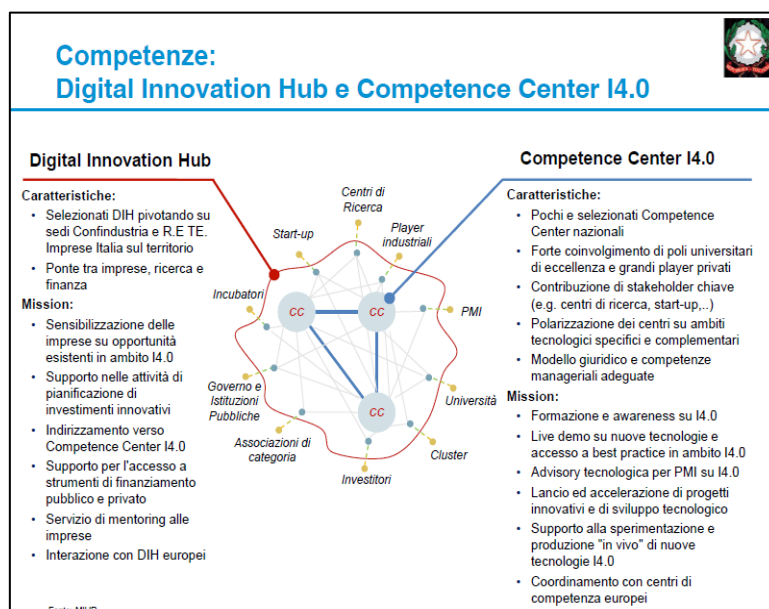 Competenze:
Digital Innovation Hub e Competence Center I4.0
Digital Innovation Hub
Caratteristiche:
• Selezionati DIH pivotando su
sedi Confindustria e R.E TE.
Imprese Italia sul territorio
• Ponte tra imprese, ricerca e
finanza
Mission:
• Sensibilizzazione delle
imprese su opportunità
esistenti in ambito I4.0
• Supporto nelle attività di
pianificazione di
investimenti innovativi
• Indirizzamento verso
Competence Center I4.0
• Supporto per l'accesso a
strumenti di finanziamento
pubblico e privato
• Servizio di mentoring alle
imprese
• Interazione con DIH europei
Centri di
Ricerca
Start-up
Player
industriali
Incubatori
CC
CC
PMI
Governo e
Istituzioni
Pubbliche
CC
Università
Associazioni di
categoria
Cluster
Investitori
Competence Center I4.0
Caratteristiche:
• Pochi e selezionati Competence
Center nazionali
• Forte coinvolgimento di poli universitari
di eccellenza e grandi player privati
• Contribuzione di stakeholder chiave
(e.g. centri di ricerca, start-up,..)
• Polarizzazione dei centri su ambiti
tecnologici specifici e complementari
• Modello giuridico e competenze
manageriali adeguate
Mission:
• Formazione e awareness su I4.0
• Live demo su nuove tecnologie e
accesso a best practice in ambito I4.0
• Advisory tecnologica per PMI su I4.0
• Lancio ed accelerazione di progetti
innovativi e di sviluppo tecnologico
• Supporto alla sperimentazione e
produzione "in vivo" di nuove
tecnologie I4.0
• Coordinamento con centri di
competenza europei